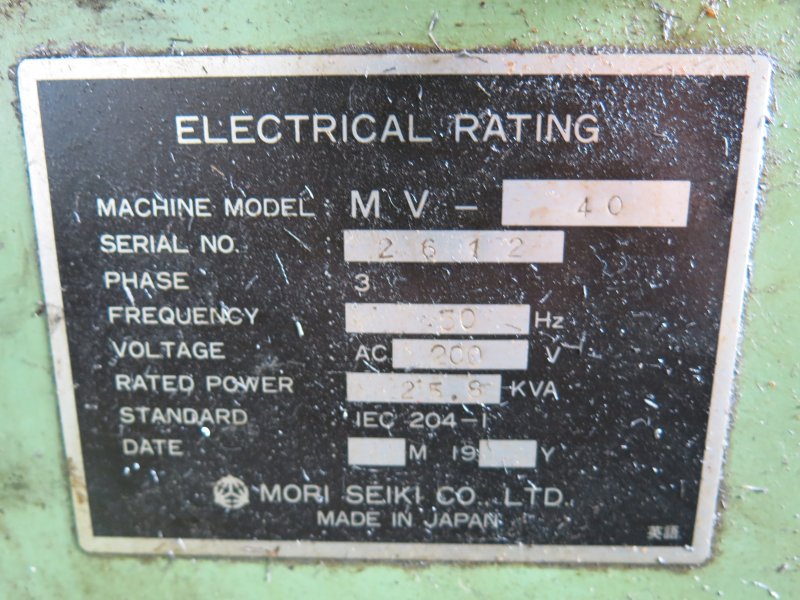 ELECTRICAL RATING
MACHINE MODEL : MV-40
SERIAL NO. 2612
PHASE 3
FREQUENCY Hz
VOLTAGE AC 200 V
RATED POWER 25.8 KVA
STANDARD IEC 204-1
DATE M 19 Y
MORI SEIKI CO., LTD.
MADE IN JAPAN
英語